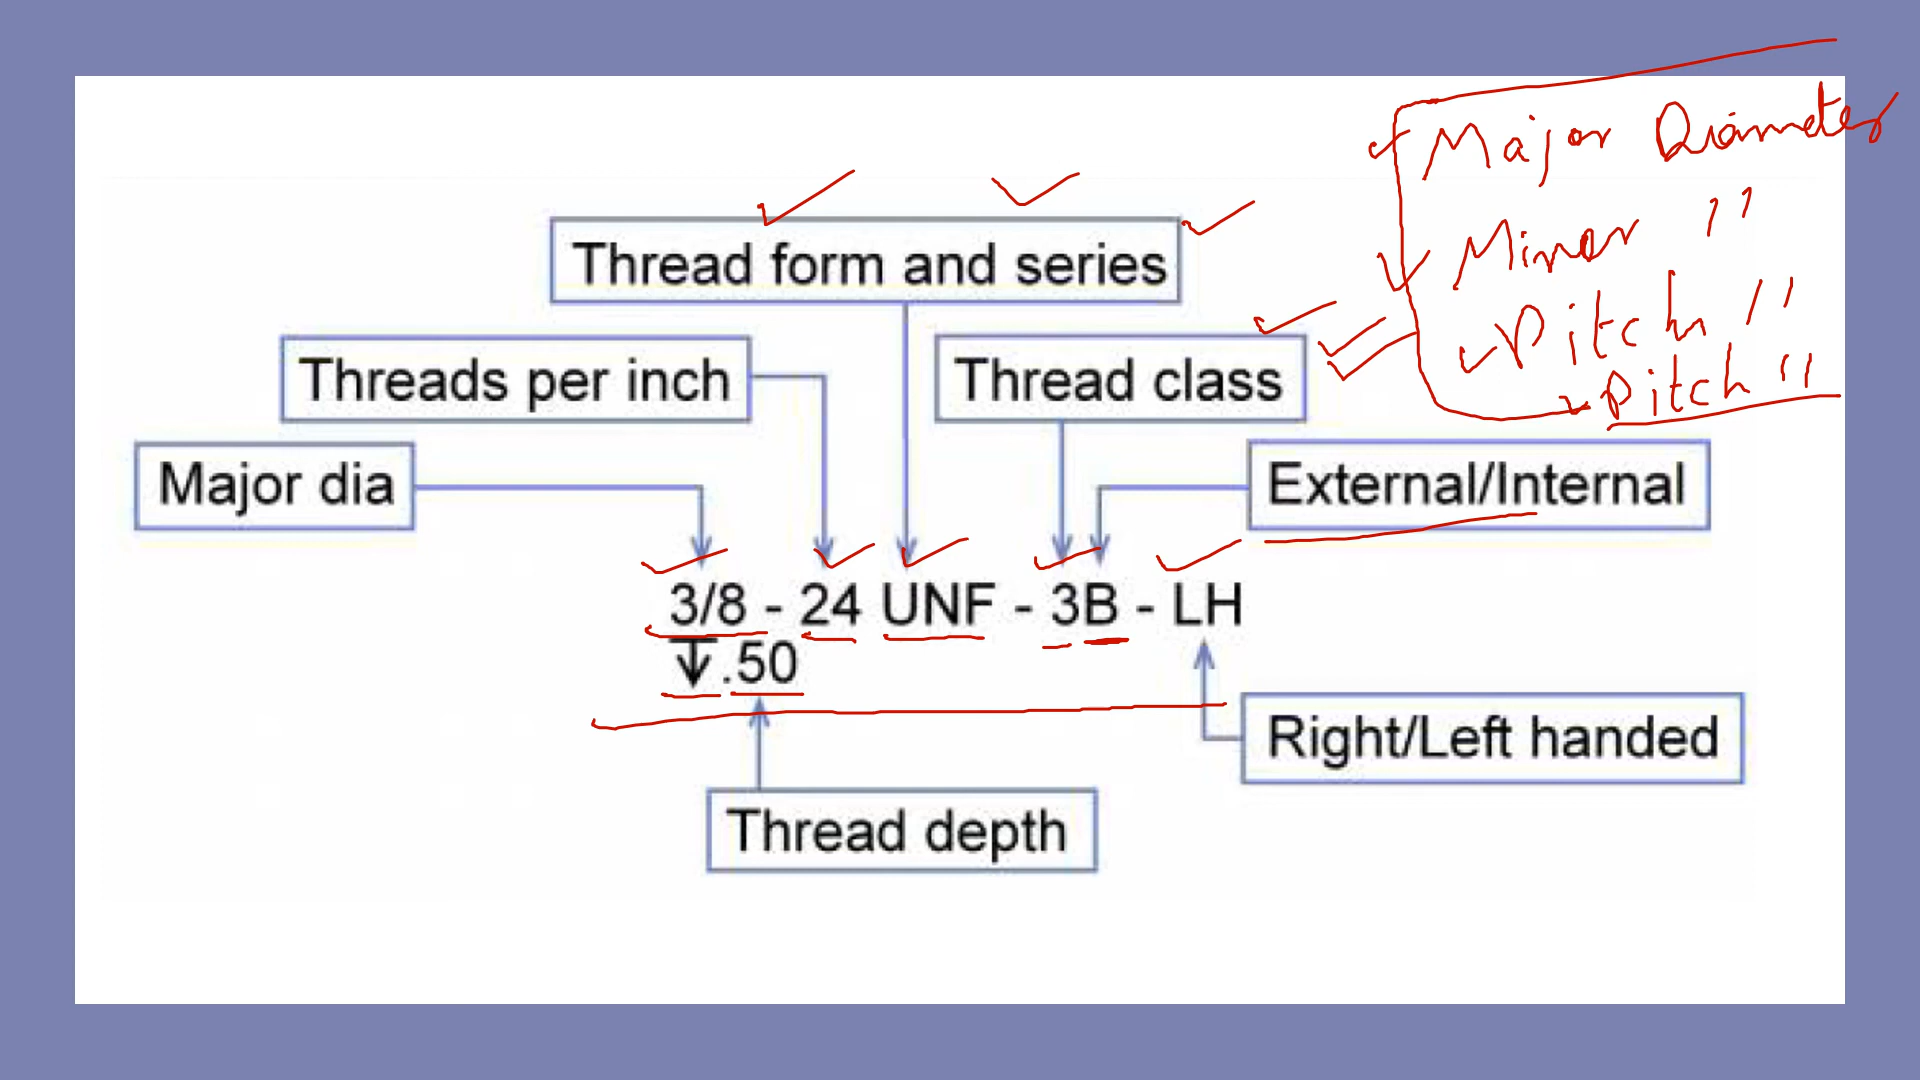 Major Diameter
Minor "
Pitch "
Pitch "
Thread form and series
Threads per inch
Thread class
Major dia
External/Internal
3/8 - 24 UNF - 3B - LH
↧ .50
Right/Left handed
Thread depth